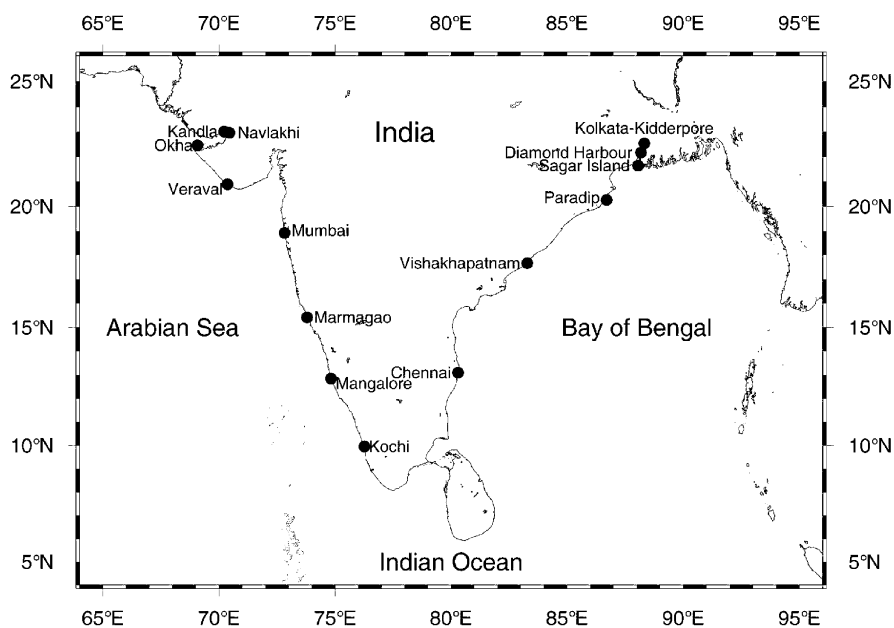 65°E 70°E 75°E 80°E 85°E 90°E 95°E
25°N 25°N
Kolkata-Kidderpore
Kandla Navlakhi India
Okha Diamond Harbour
Sagar Island
Veraval Paradip
20°N 20°N
Mumbai
Vishakhapatnam
Marmagao
Arabian Sea Bay of Bengal
15°N 15°N
Chennai
Mangalore
10°N Kochi 10°N
5°N Indian Ocean 5°N
65°E 70°E 75°E 80°E 85°E 90°E 95°E